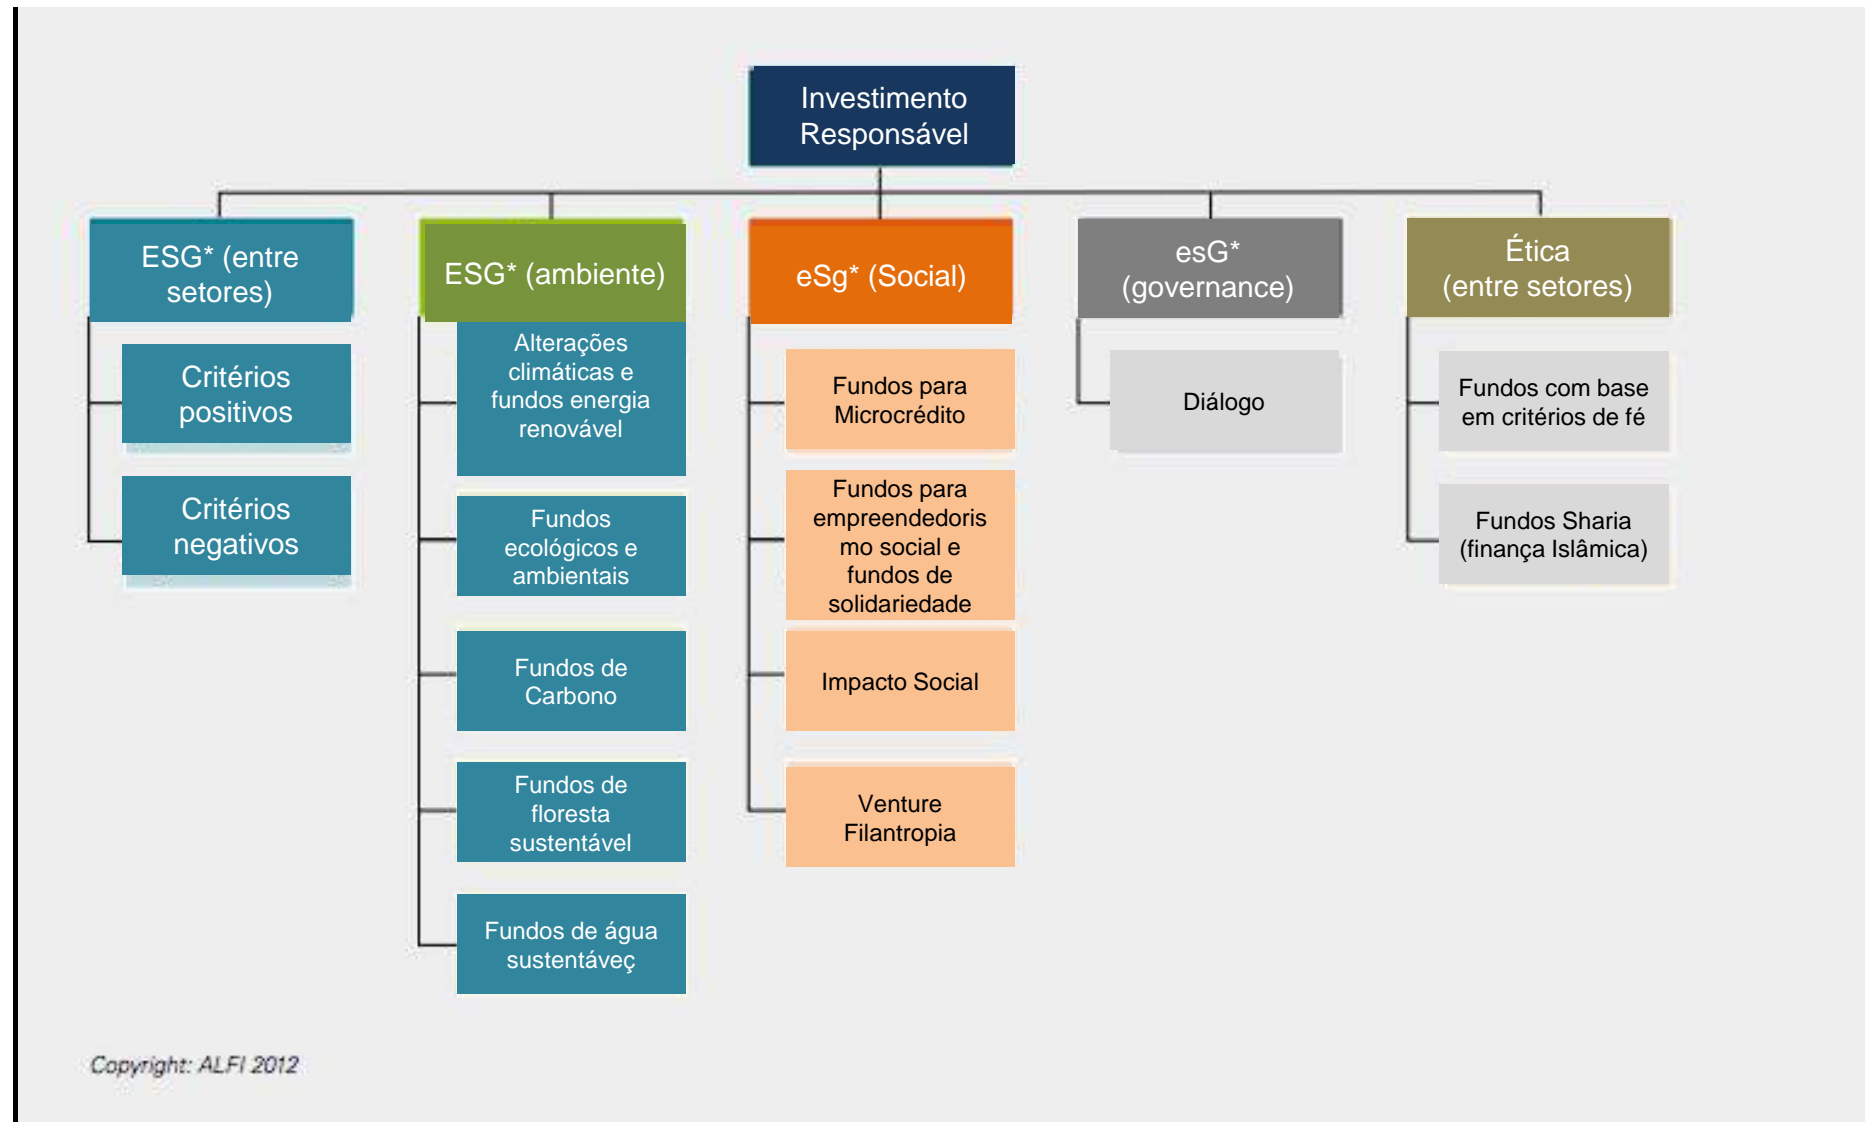 Investimento
Responsável
ESG* (entre
setores)
Critérios
positivos
Critérios
negativos
ESG* (ambiente)
Alterações
climáticas e
fundos energia
renovável
Fundos
ecológicos e
ambientais
Fundos de
Carbono
Fundos de
floresta
sustentável
Fundos de água
sustentáveç
eSg* (Social)
Fundos para
Microcrédito
Fundos para
empreendedoris
mo social e
fundos de
solidariedade
Impacto Social
Venture
Filantropia
esG*
(governance)
Diálogo
Ética
(entre setores)
Fundos com base
em critérios de fé
Fundos Sharia
(finança Islâmica)
Copyright: ALFI 2012